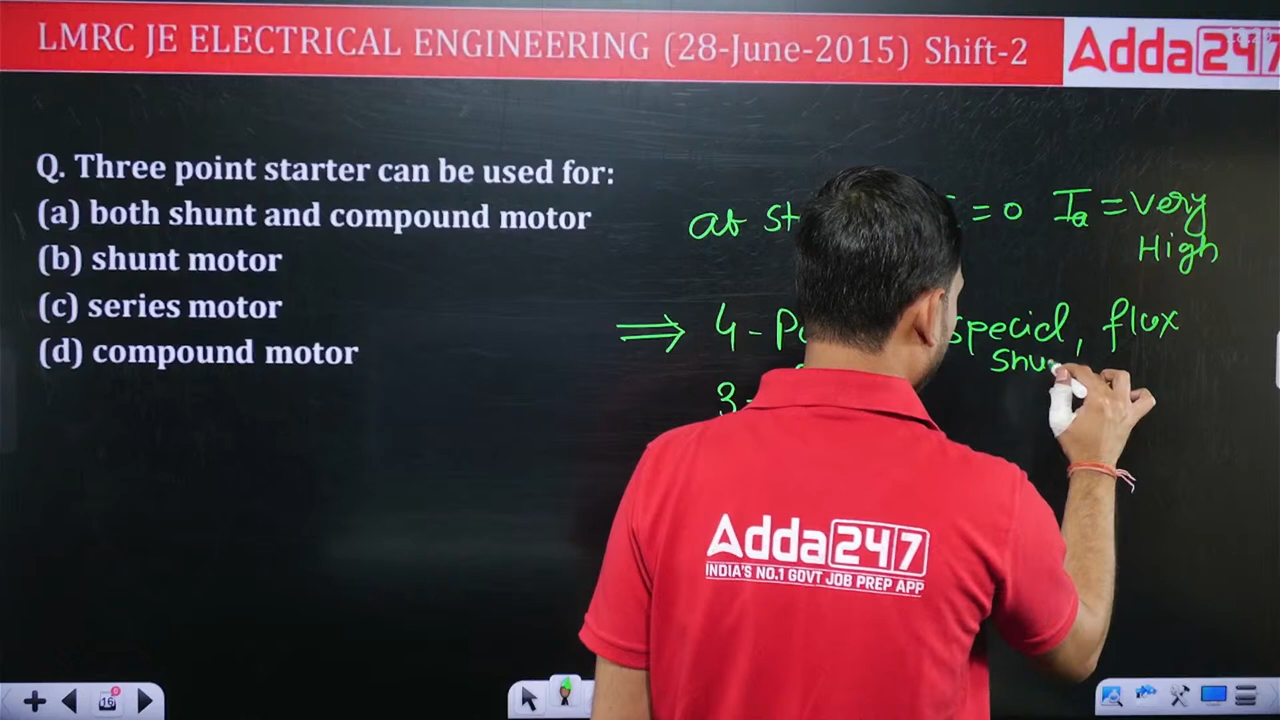 LMRC JE ELECTRICAL ENGINEERING (28-June-2015) Shift-2
Adda247
Q. Three point starter can be used for:
(a) both shunt and compound motor
(b) shunt motor
(c) series motor
(d) compound motor
at st = 0 Ia = very
High
⇒ 4 - Po special, flux
Shu
3 -
Adda247
INDIA'S NO.1 GOVT JOB PREP APP
16